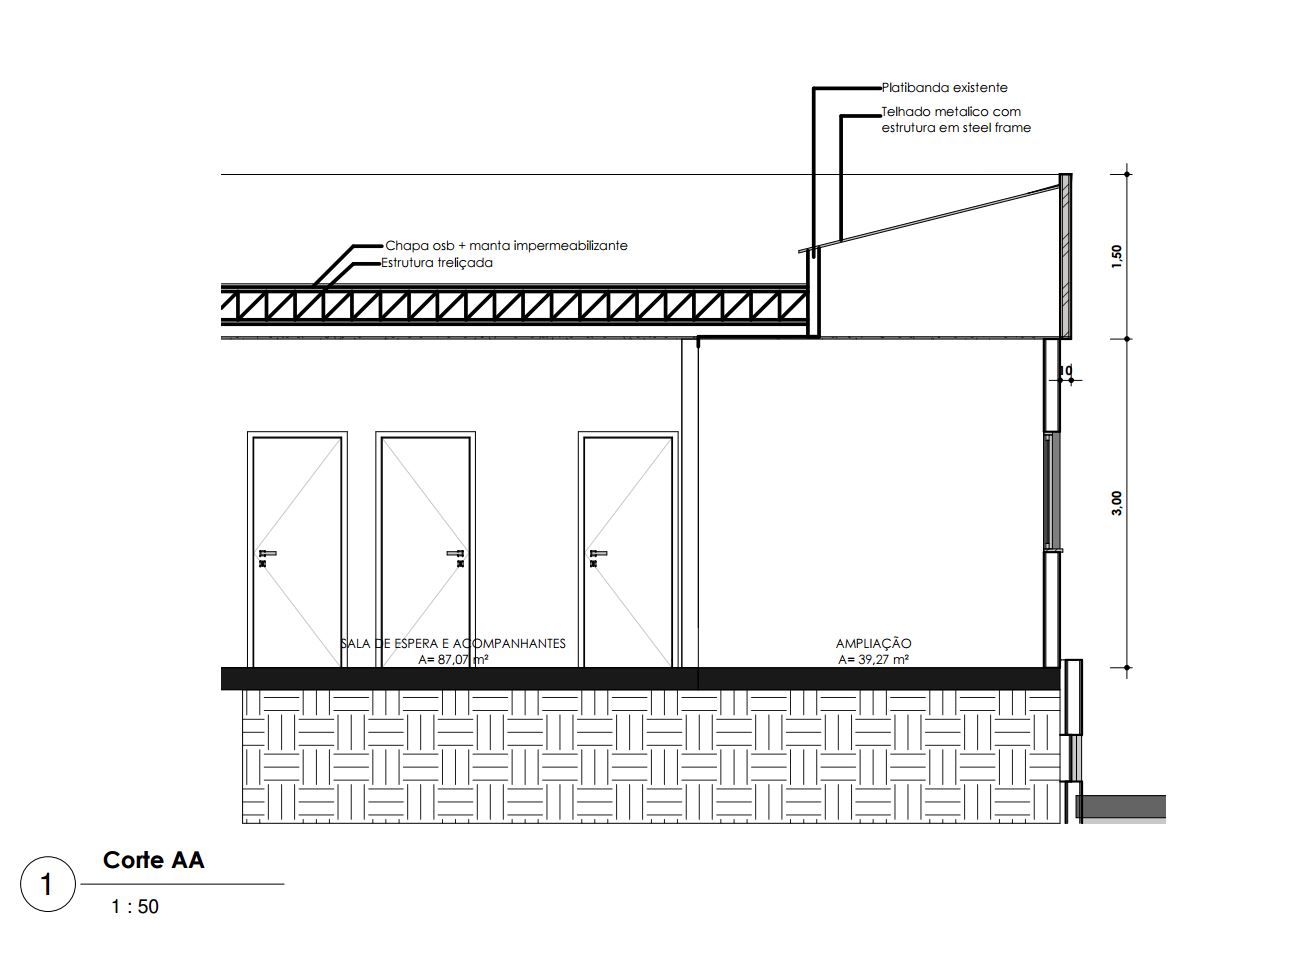 Platibanda existente
Telhado metalico com
estrutura em steel frame
Chapa osb + manta impermeabilizante
Estrutura treliçada
1,50
10
3,00
SALA DE ESPERA E ACOMPANHANTES
A= 87,07 m²
AMPLIAÇÃO
A= 39,27 m²
1
Corte AA
1 : 50